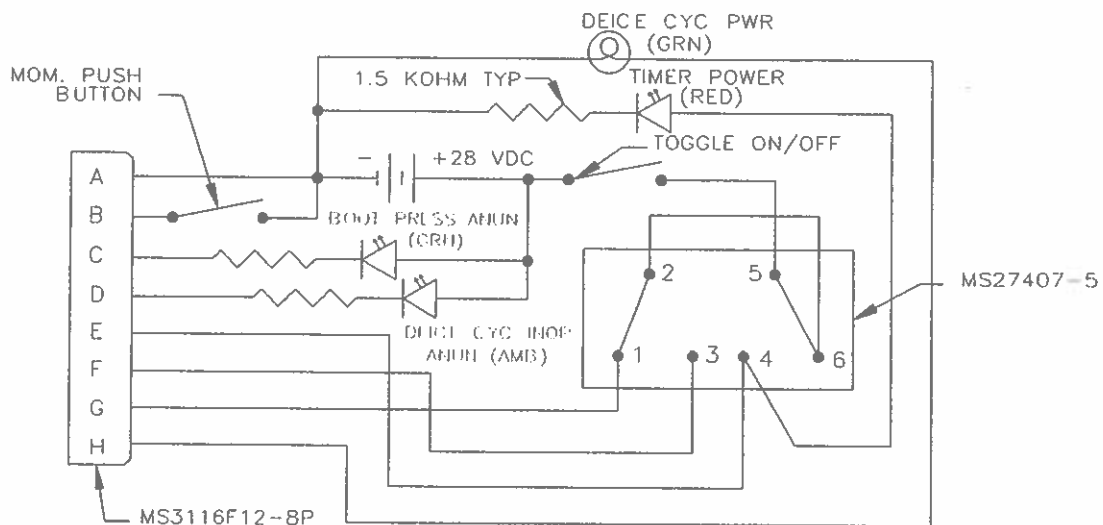 DEICE CYC PWR
(GRN)
MOM. PUSH
BUTTON
1.5 KOHM TYP
TIMER POWER
(RED)
TOGGLE ON/OFF
- +28 VDC
A
B
C
D
E
F
G
H
BOOT PRESS ANUN
(GRN)
DEICE CYC INOP
ANUN (AMB)
2
5
1
3
4
6
MS27407-5
MS3116F12-8P